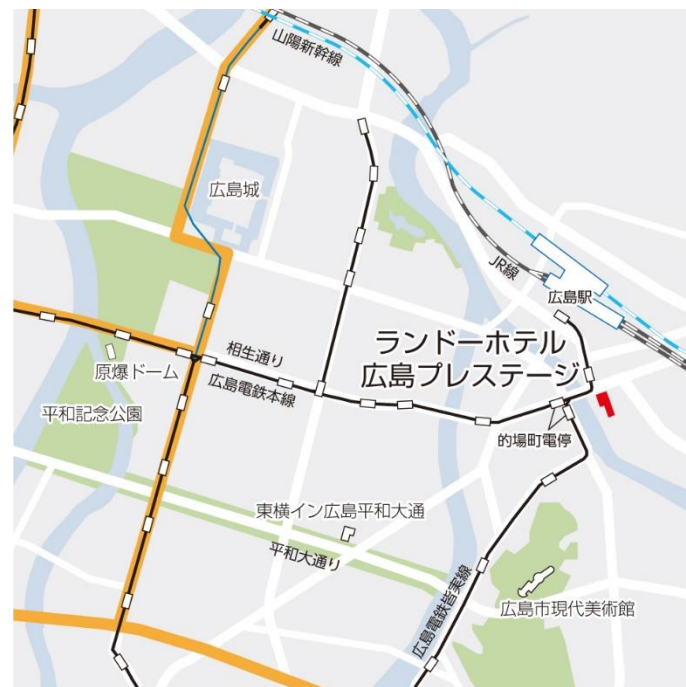 山陽新幹線
広島城
JR線
広島駅
ランドーホテル
広島プレステージ
相生通り
広島電鉄本線
原爆ドーム
平和記念公園
的場町電停
東横イン広島平和大通
平和大通り
広島電鉄皆実線
広島市現代美術館